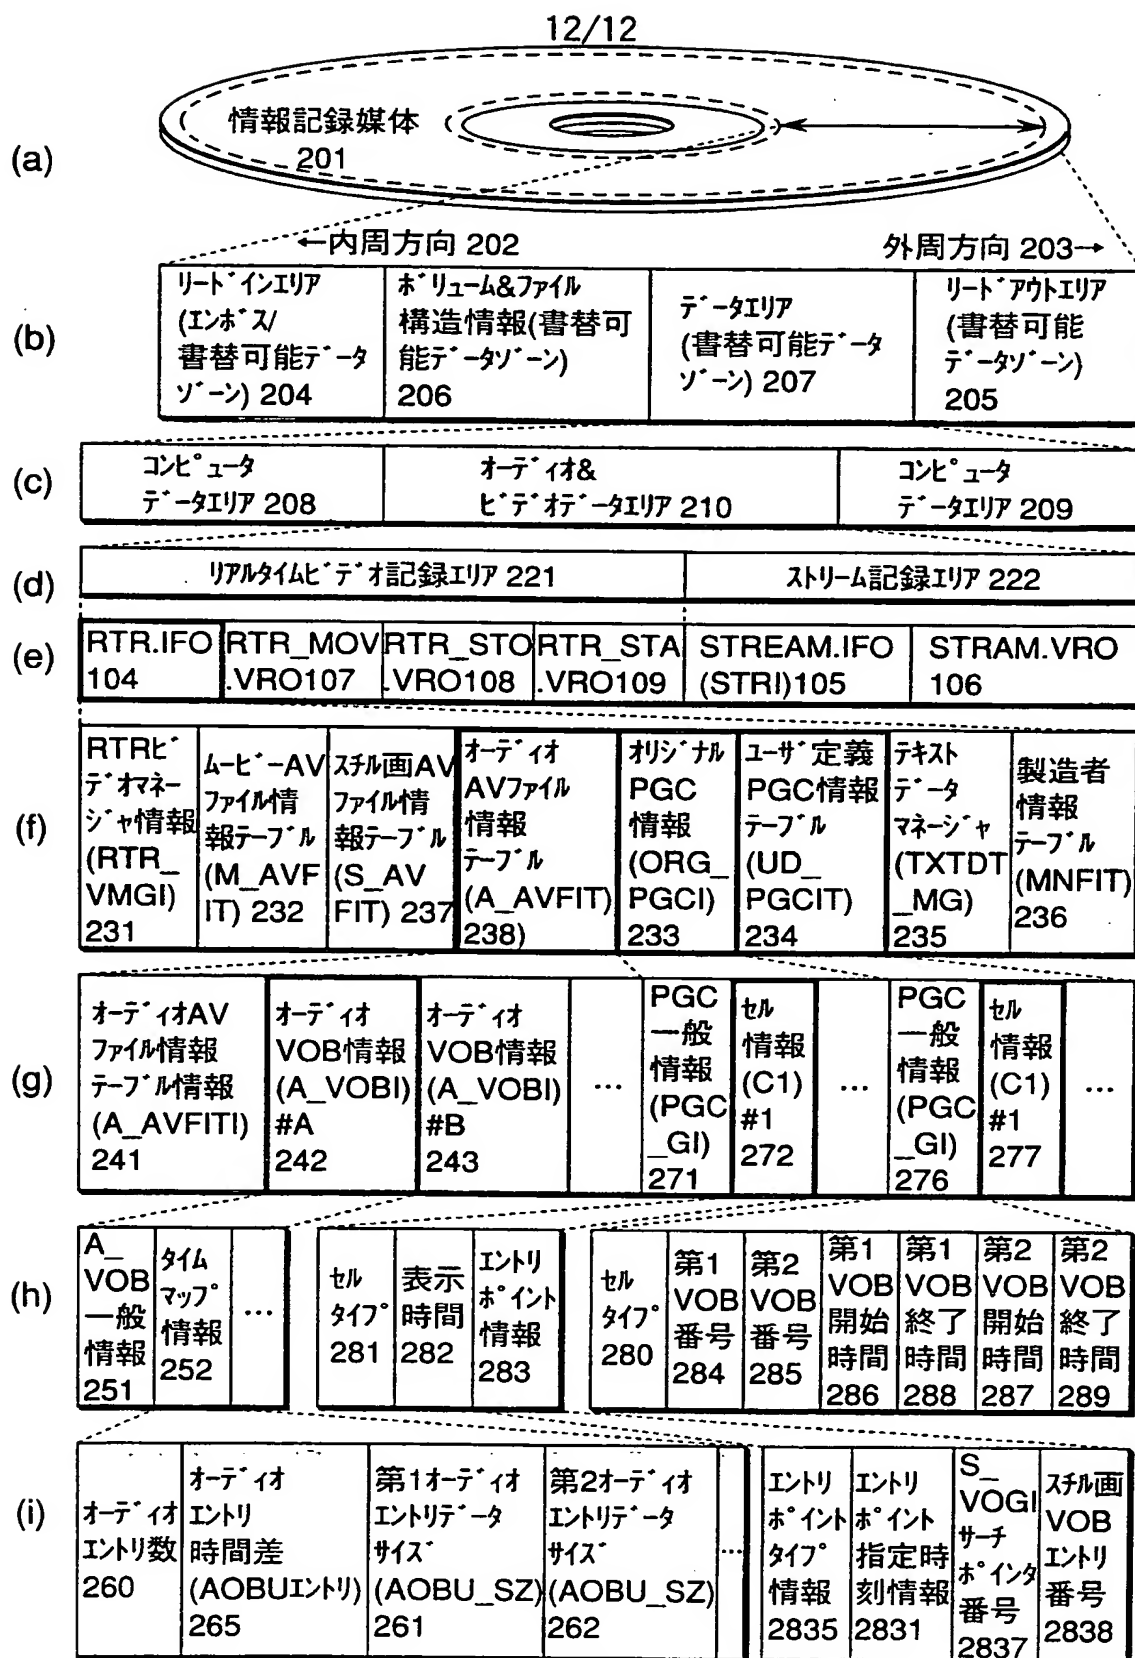 12/12
(a)
情報記録媒体
201
←内周方向 202
外周方向 203→
(b)
リードインエリア
(エンボス/
書替可能データ
ゾーン) 204
ボリューム&ファイル
構造情報(書替可
能データゾーン)
206
データエリア
(書替可能データ
ゾーン) 207
リードアウトエリア
(書替可能
データゾーン)
205
(c)
コンピュータ
データエリア 208
オーディオ&
ビデオデータエリア 210
コンピュータ
データエリア 209
(d)
リアルタイムビデオ記録エリア 221
ストリーム記録エリア 222
(e)
RTR.IFO
104
RTR_MOV
.VRO107
RTR_STO
.VRO108
RTR_STA
.VRO109
STREAM.IFO
(STRI)105
STRAM.VRO
106
(f)
RTRビ
デオマネー
ジャ情報
(RTR_
VMGI)
231
ムービーAV
ファイル情
報テーブル
(M_AVF
IT) 232
スチル画AV
ファイル情
報テーブル
(S_AV
FIT) 237
オーディオ
AVファイル
情報
テーブル
(A_AVFIT)
238)
オリジナル
PGC
情報
(ORG_
PGCI)
233
ユーザ定義
PGC情報
テーブル
(UD_
PGCIT)
234
テキスト
データ
マネージャ
(TXTDT
_MG)
235
製造者
情報
テーブル
(MNFIT)
236
(g)
オーディオAV
ファイル情報
テーブル情報
(A_AVFITI)
241
オーディオ
VOB情報
(A_VOBI)
#A
242
オーディオ
VOB情報
(A_VOBI)
#B
243
…
PGC
一般
情報
(PGC
_GI)
271
セル
情報
(C1)
#1
272
…
PGC
一般
情報
(PGC
_GI)
276
セル
情報
(C1)
#1
277
…
(h)
A_
VOB
一般
情報
251
タイム
マップ
情報
252
…
セル
タイプ
281
表示
時間
282
エントリ
ポイント
情報
283
セル
タイプ
280
第1
VOB
番号
284
第2
VOB
番号
285
第1
VOB
開始
時間
286
第1
VOB
終了
時間
288
第2
VOB
開始
時間
287
第2
VOB
終了
時間
289
(i)
オーディオ
エントリ数
260
オーディオ
エントリ
時間差
(AOBUエントリ)
265
第1オーディオ
エントリデータ
サイズ
(AOBU_SZ)
261
第2オーディオ
エントリデータ
サイズ
(AOBU_SZ)
262
…
エントリ
ポイント
タイプ
情報
2835
エントリ
ポイント
指定時
刻情報
2831
S_
VOGI
サーチ
ポインタ
番号
2837
スチル画
VOB
エントリ
番号
2838